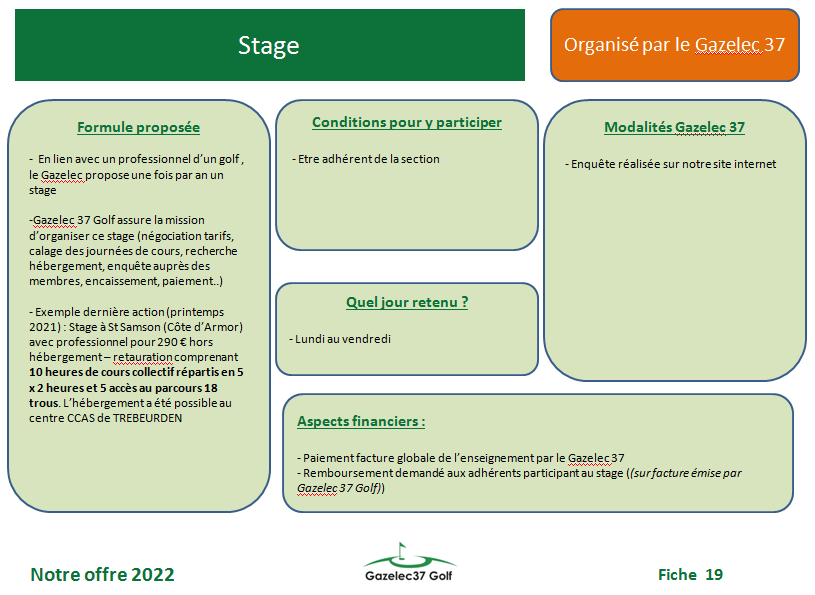 Stage
Organisé par le Gazelec 37
Formule proposée
- En lien avec un professionnel d'un golf ,
le Gazelec propose une fois par an un
stage
-Gazelec 37 Golf assure la mission
d'organiser ce stage (négociation tarifs,
calage des journées de cours, recherche
hébergement, enquête auprès des
membres, encaissement, paiement..)
- Exemple dernière action (printemps
2021) : Stage à St Samson (Côte d'Armor)
avec professionnel pour 290 € hors
hébergement – retauration comprenant
10 heures de cours collectif répartis en 5
x 2 heures et 5 accès au parcours 18
trous. L'hébergement a été possible au
centre CCAS de TREBEURDEN
Conditions pour y participer
- Etre adhérent de la section
Quel jour retenu ?
- Lundi au vendredi
Modalités Gazelec 37
- Enquête réalisée sur notre site internet
Aspects financiers :
- Paiement facture globale de l'enseignement par le Gazelec 37
- Remboursement demandé aux adhérents participant au stage ((sur facture émise par
Gazelec 37 Golf))
Notre offre 2022
Gazelec37 Golf
Fiche 19